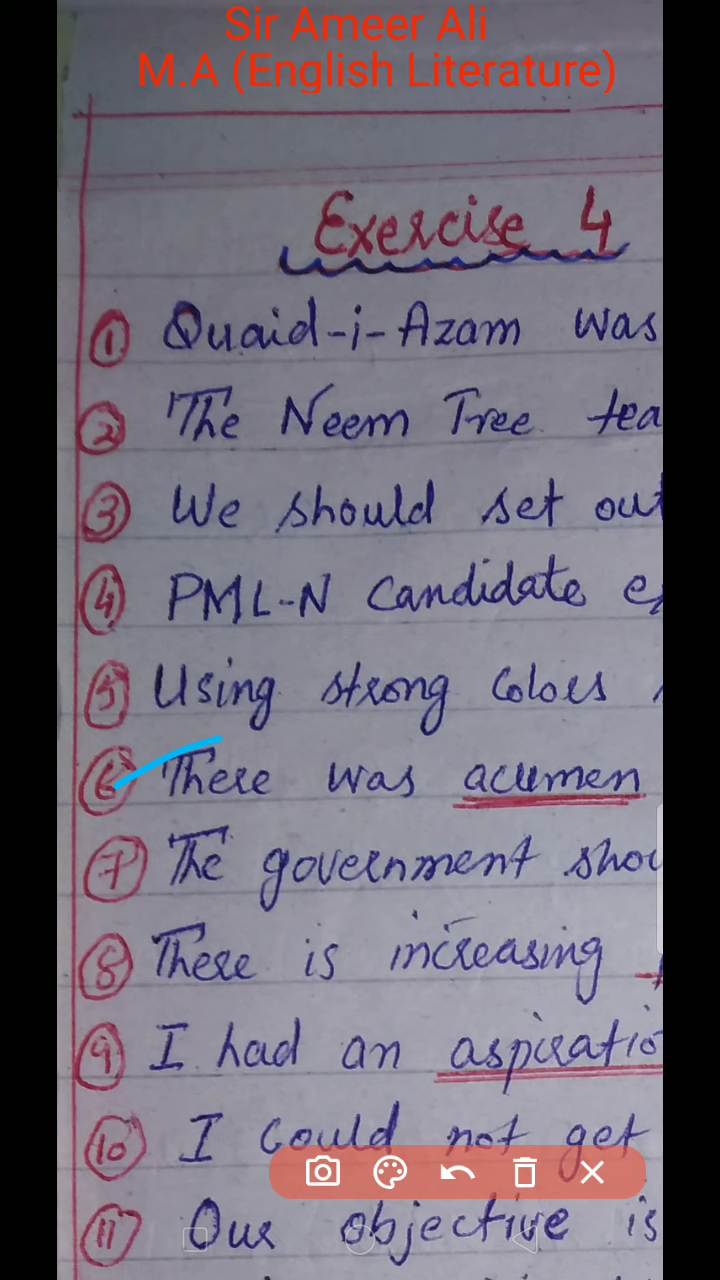 Sir Ameer Ali
M.A (English Literature)
Exercise 4
1 Quaid-i-Azam was
2 The Neem Tree tea
3 We should set out
4 PML-N Candidate e
5 Using strong Colors
6 There was acumen
7 The government shou
8 There is increasing
9 I had an aspiratio
10 I Could not get
11 Our objective is